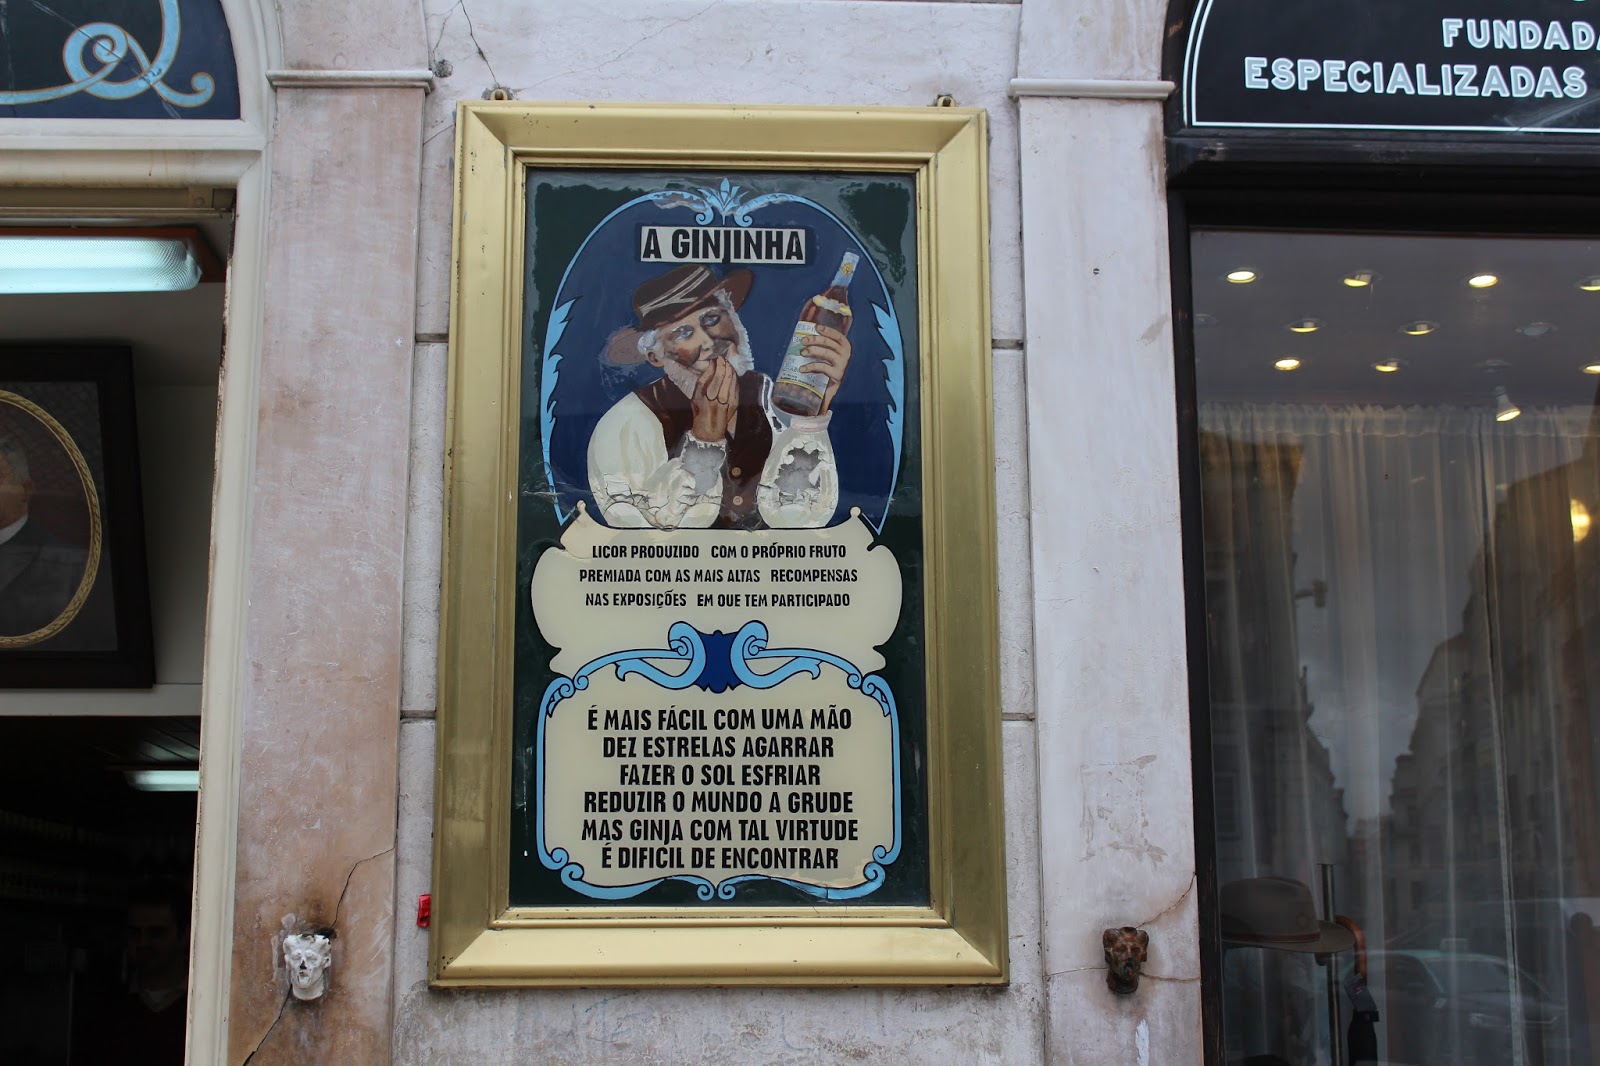 FUNDAD
ESPECIALIZADAS
A GINJINHA
LICOR PRODUZIDO COM O PRÓPRIO FRUTO
PREMIADA COM AS MAIS ALTAS RECOMPENSAS
NAS EXPOSIÇÕES EM QUE TEM PARTICIPADO
É MAIS FÁCIL COM UMA MÃO
DEZ ESTRELAS AGARRAR
FAZER O SOL ESFRIAR
REDUZIR O MUNDO A GRUDE
MAS GINJA COM TAL VIRTUDE
É DIFICIL DE ENCONTRAR